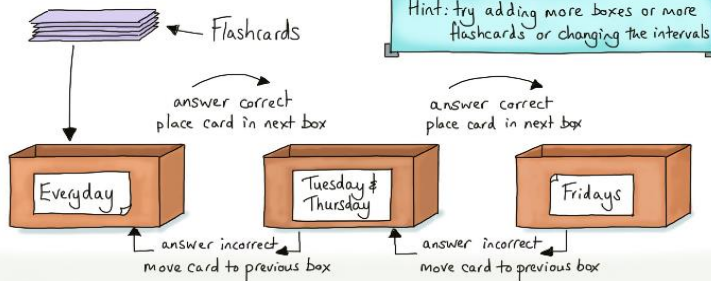 Hint: try adding more boxes or more
flashcards or changing the intervals
Flashcards
answer correct
place card in next box
answer correct
place card in next box
Everyday
Tuesday &
Thursday
Fridays
answer incorrect
move card to previous box
answer incorrect
move card to previous box